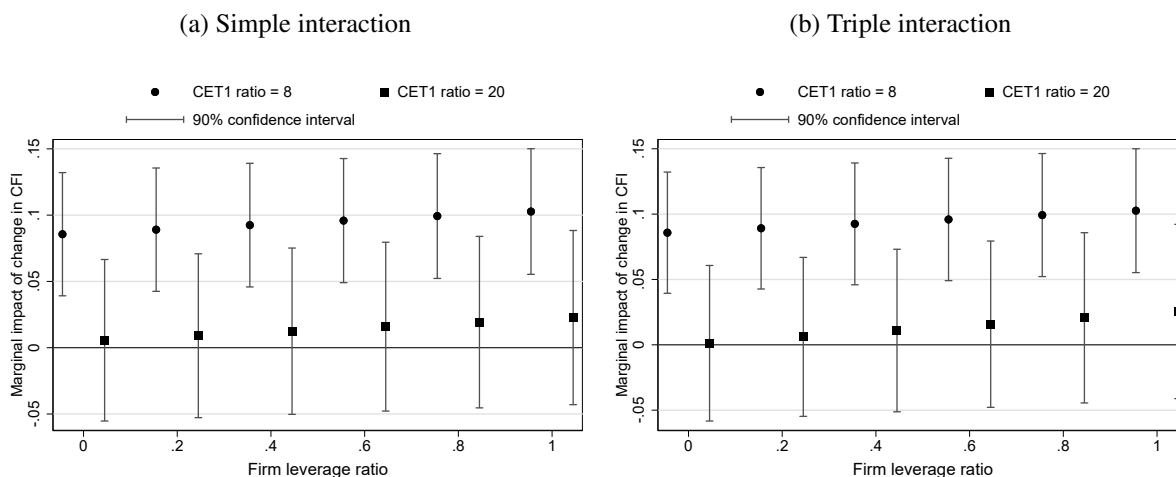 (a) Simple interaction
(b) Triple interaction
CET1 ratio = 8
CET1 ratio = 20
90% confidence interval
Marginal impact of change in CFI
.15
.1
.05
0
-.05
0 .2 .4 .6 .8 1
Firm leverage ratio
CET1 ratio = 8
CET1 ratio = 20
90% confidence interval
Marginal impact of change in CFI
.15
.1
.05
0
-.05
0 .2 .4 .6 .8 1
Firm leverage ratio